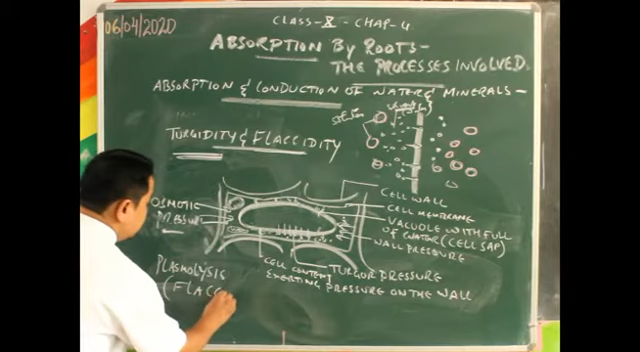 06/04/2020
CLASS-X - CHAP-4
ABSORPTION By ROOTS-
THE PROCESSES INVOLVED.
ABSORPTION & CONDUCTION OF WATER & MINERALS-
TURGIDITY & FLACCIDITY
CELL WALL
CELL MEMBRANE
VACUOLE WITH FULL
OF WATER (CELL SAP)
WALL PRESSURE
OSMOTIC
TURGOR PRESSURE
CELL CONTENT
EXERTING PRESSURE ON THE WALL
PLASMOLYSIS
(FLACC